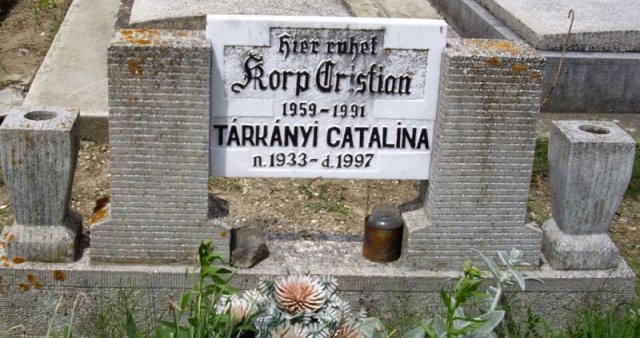 Hier ruhet
Korp Cristian
1959-1991
TÁRKÁNYI CATALINA
n.1933-d.1997